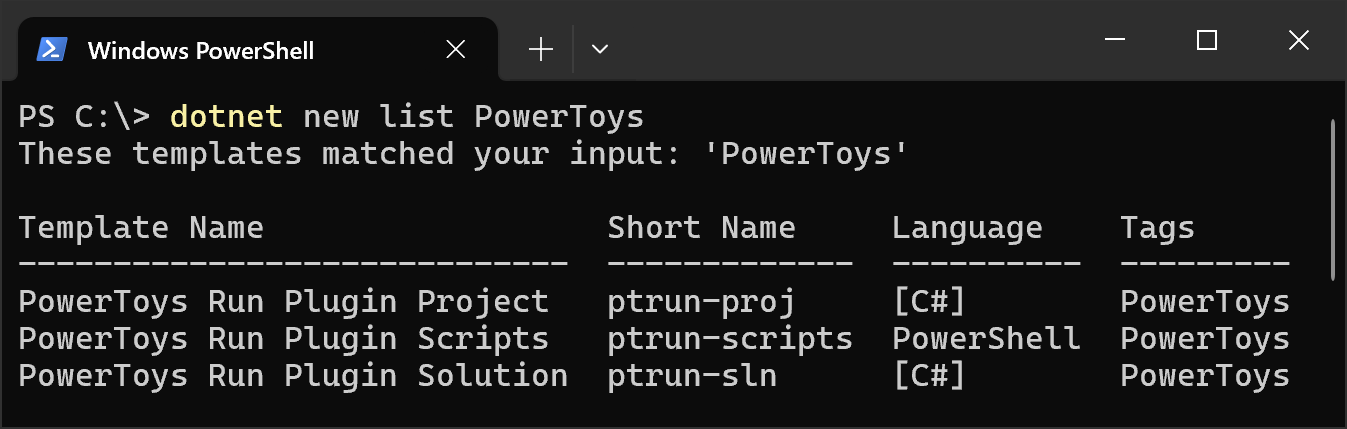 Windows PowerShell
PS C:\> dotnet new list PowerToys
These templates matched your input: 'PowerToys'
Template Name                  Short Name     Language    Tags
-----------------------------  -------------  ----------  ---------
PowerToys Run Plugin Project   ptrun-proj     [C#]        PowerToys
PowerToys Run Plugin Scripts   ptrun-scripts  PowerShell  PowerToys
PowerToys Run Plugin Solution  ptrun-sln      [C#]        PowerToys